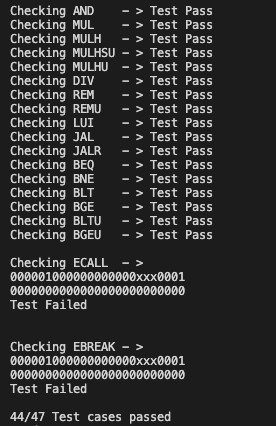 Checking AND    - > Test Pass
Checking MUL    - > Test Pass
Checking MULH   - > Test Pass
Checking MULHSU - > Test Pass
Checking MULHU  - > Test Pass
Checking DIV    - > Test Pass
Checking REM    - > Test Pass
Checking REMU   - > Test Pass
Checking LUI    - > Test Pass
Checking JAL    - > Test Pass
Checking JALR   - > Test Pass
Checking BEQ    - > Test Pass
Checking BNE    - > Test Pass
Checking BLT    - > Test Pass
Checking BGE    - > Test Pass
Checking BLTU   - > Test Pass
Checking BGEU   - > Test Pass
Checking ECALL  - >
000001000000000000xxx0001
0000000000000000000000000
Test Failed
Checking EBREAK - >
000001000000000000xxx0001
0000000000000000000000000
Test Failed
44/47 Test cases passed